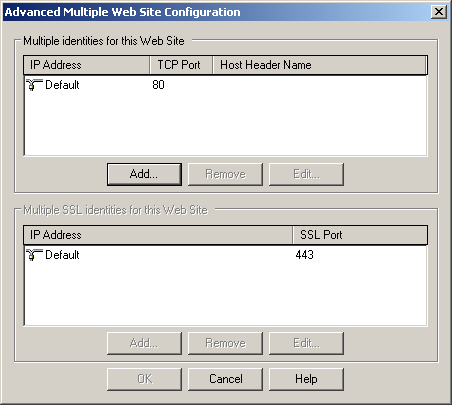 Advanced Multiple Web Site Configuration
Multiple identities for this Web Site
IP Address TCP Port Host Header Name
Default 80
Add... Remove Edit...
Multiple SSL identities for this Web Site
IP Address SSL Port
Default 443
Add... Remove Edit...
OK Cancel Help